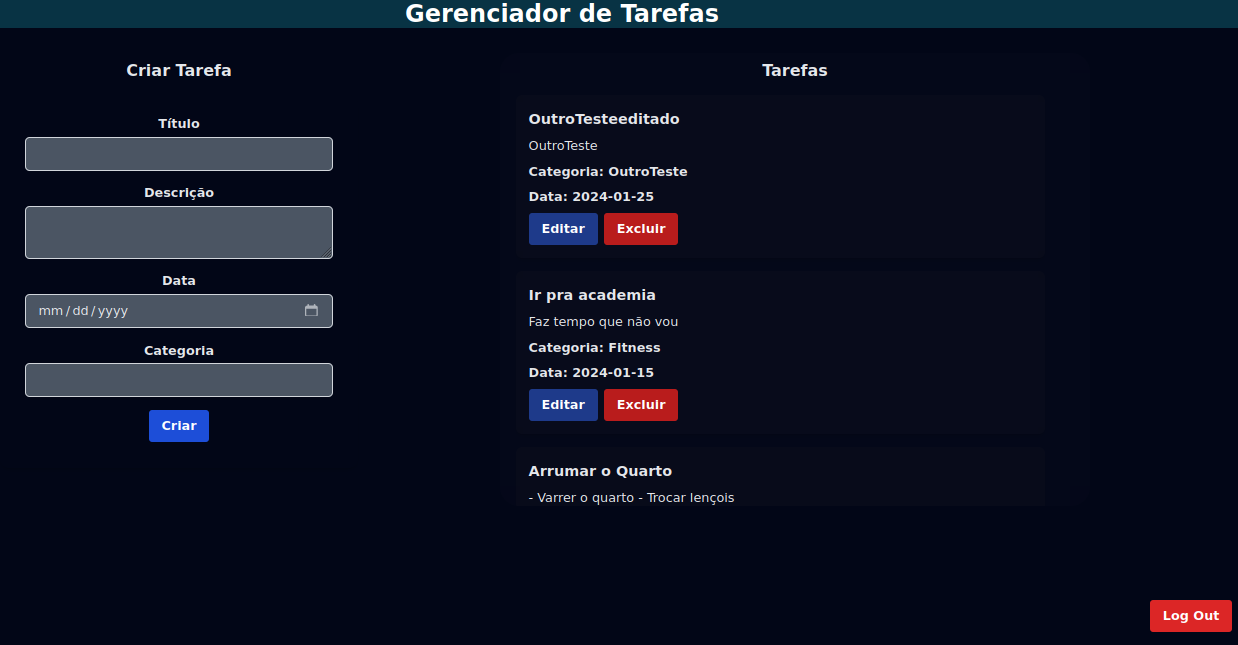 Gerenciador de Tarefas
Criar Tarefa
Título
Descrição
Data
mm/dd/yyyy
Categoria
Criar
Tarefas
OutroTesteeditado
OutroTeste
Categoria: OutroTeste
Data: 2024-01-25
Editar Excluir
Ir pra academia
Faz tempo que não vou
Categoria: Fitness
Data: 2024-01-15
Editar Excluir
Arrumar o Quarto
- Varrer o quarto - Trocar lençois
Log Out